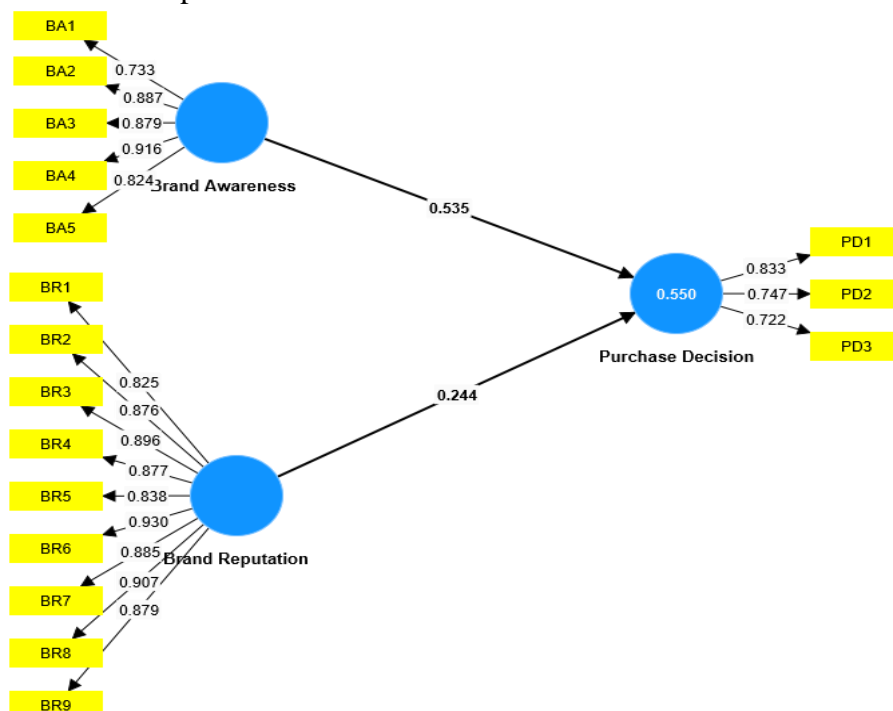 BA1
BA2
BA3
BA4
BA5
0.733
0.887
0.879
0.916
0.824
Brand Awareness
0.535
BR1
BR2
BR3
BR4
BR5
BR6
BR7
BR8
BR9
0.825
0.876
0.896
0.877
0.838
0.930
0.885
0.907
0.879
Brand Reputation
0.244
0.550
Purchase Decision
0.833
0.747
0.722
PD1
PD2
PD3